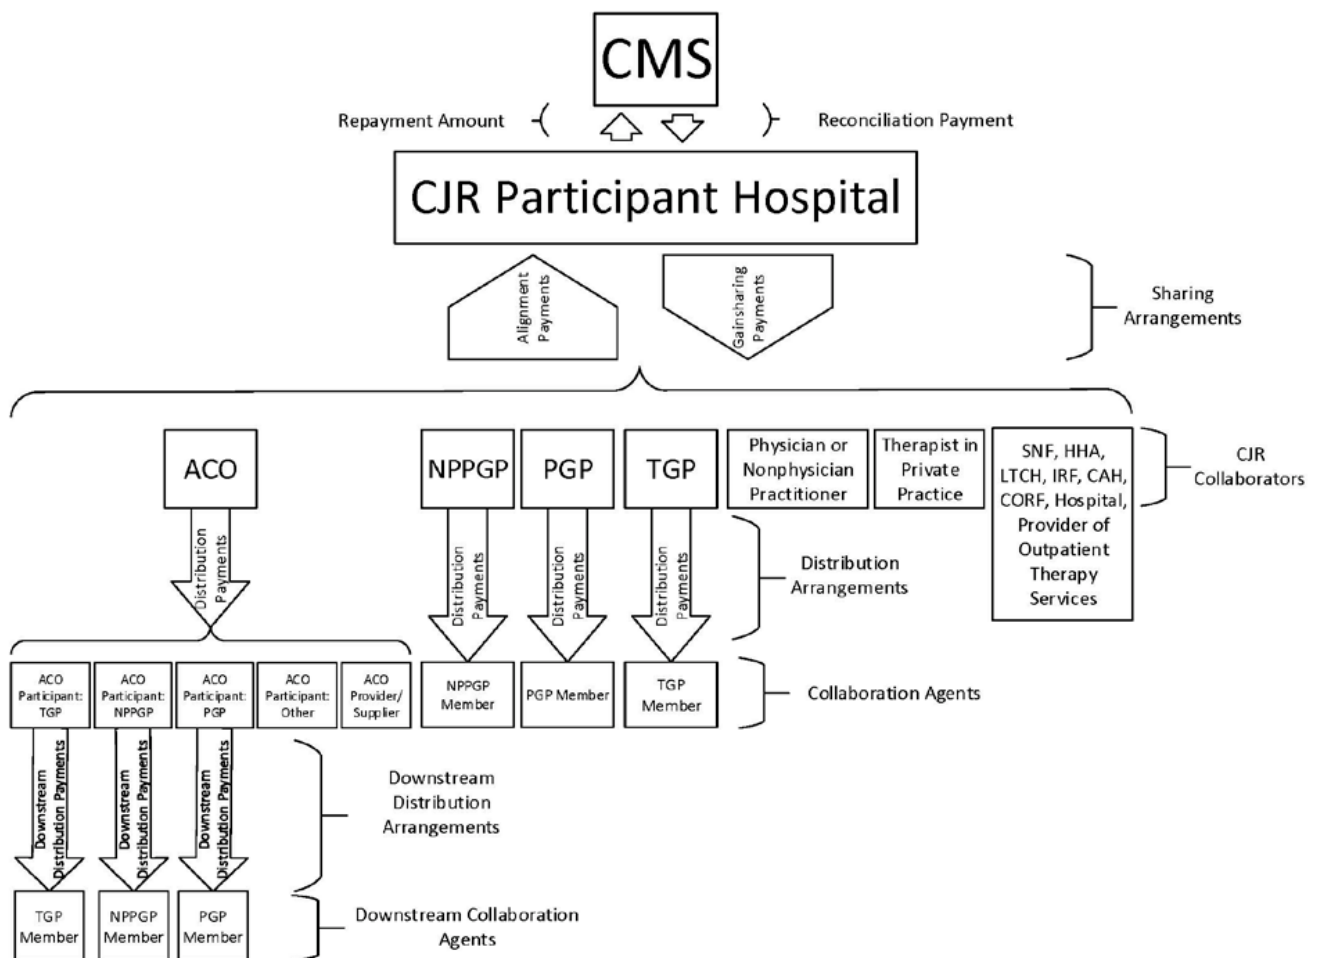 CMS
Repayment Amount
Reconciliation Payment
CJR Participant Hospital
Alignment
Payments
Gainsharing
Payments
Sharing
Arrangements
ACO
NPPGP
PGP
TGP
Physician or
Nonphysician
Practitioner
Therapist in
Private
Practice
SNF, HHA,
LTCH, IRF, CAH,
CORF, Hospital,
Provider of
Outpatient
Therapy
Services
CJR
Collaborators
Distribution
Payments
Distribution
Payments
Distribution
Payments
Distribution
Payments
Distribution
Arrangements
ACO
Participant:
TGP
ACO
Participant:
NPPGP
ACO
Participant:
PGP
ACO
Participant:
Other
ACO
Provider/
Supplier
NPPGP
Member
PGP Member
TGP
Member
Collaboration Agents
Downstream
Distribution Payments
Downstream
Distribution Payments
Downstream
Distribution Payments
Downstream
Distribution
Arrangements
TGP
Member
NPPGP
Member
PGP
Member
Downstream Collaboration
Agents